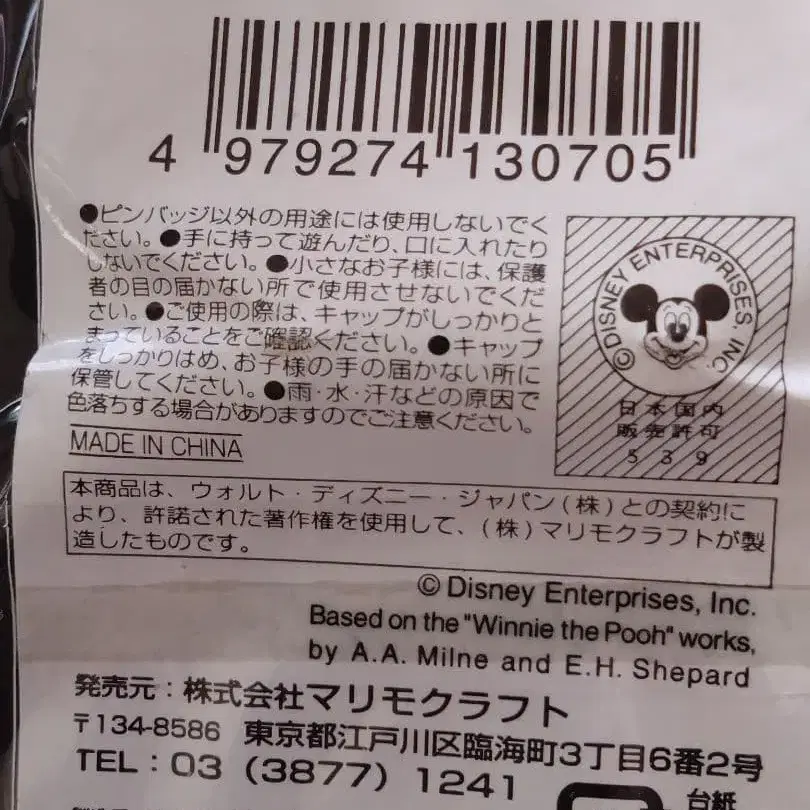 4 979274 130705
●ピンバッジ以外の用途には使用しないでく
ださい。●手に持って遊んだり、口に入れたり
しないでください。●小さなお子様には、保護
者の目の届かない所で使用させないでくだ
さい。●ご使用の際は、キャップがしっかりと
まっていることをご確認ください。●キャップ
をしっかりはめ、お子様の手の届かない所に
保管してください。●雨・水・汗などの原因で
色落ちする場合がありますのでご注意ください。
MADE IN CHINA
©DISNEY ENTERPRISES, INC.
日本国内
販売許可
539
本商品は、ウォルト・ディズニー・ジャパン(株)との契約に
より、許諾された著作権を使用して、(株)マリモクラフトが製
造したものです。
© Disney Enterprises, Inc.
Based on the "Winnie the Pooh" works,
by A.A. Milne and E.H. Shepard
発売元：株式会社マリモクラフト
〒134-8586 東京都江戸川区臨海町3丁目6番2号
TEL：03（3877）1241
台紙